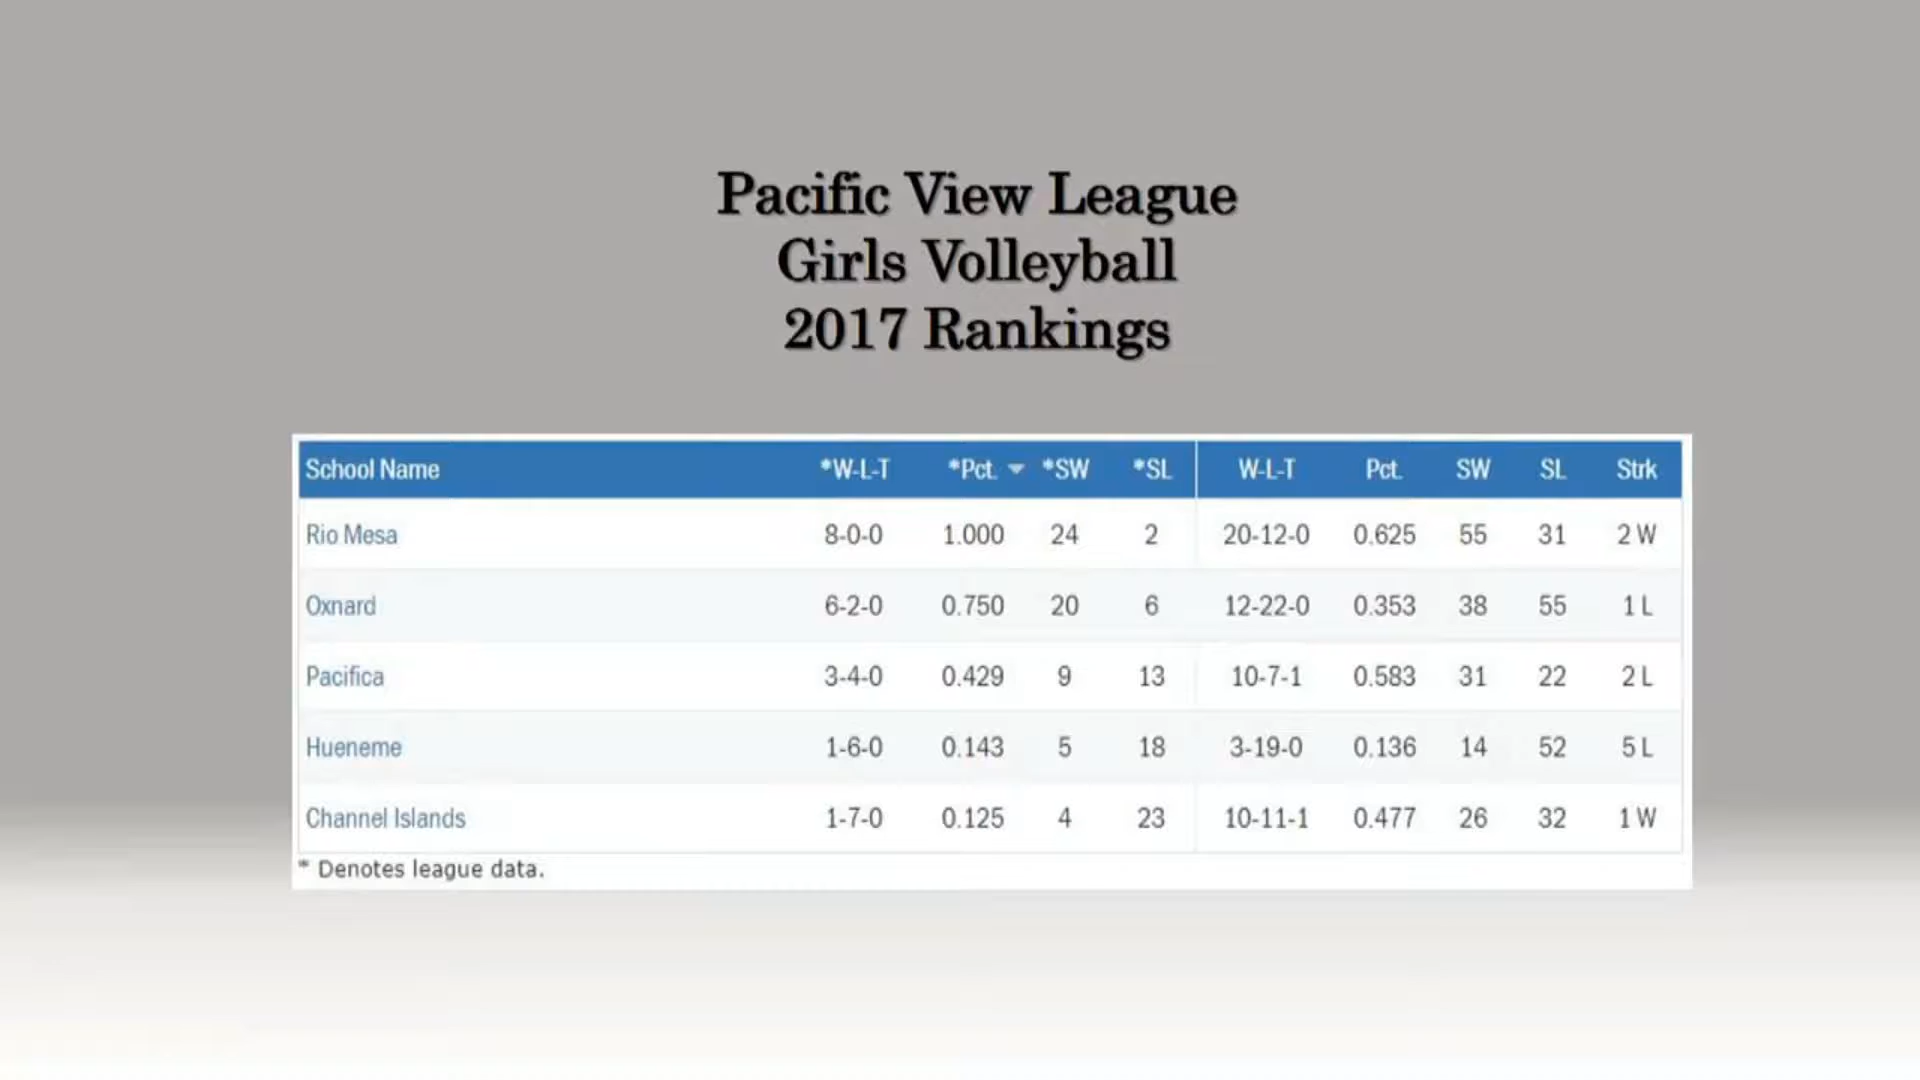 Pacific View League
Girls Volleyball
2017 Rankings
School Name *W-L-T *Pct. *SW *SL W-L-T Pct. SW SL Strk
Rio Mesa 8-0-0 1.000 24 2 20-12-0 0.625 55 31 2 W
Oxnard 6-2-0 0.750 20 6 12-22-0 0.353 38 55 1 L
Pacifica 3-4-0 0.429 9 13 10-7-1 0.583 31 22 2 L
Hueneme 1-6-0 0.143 5 18 3-19-0 0.136 14 52 5 L
Channel Islands 1-7-0 0.125 4 23 10-11-1 0.477 26 32 1 W
* Denotes league data.